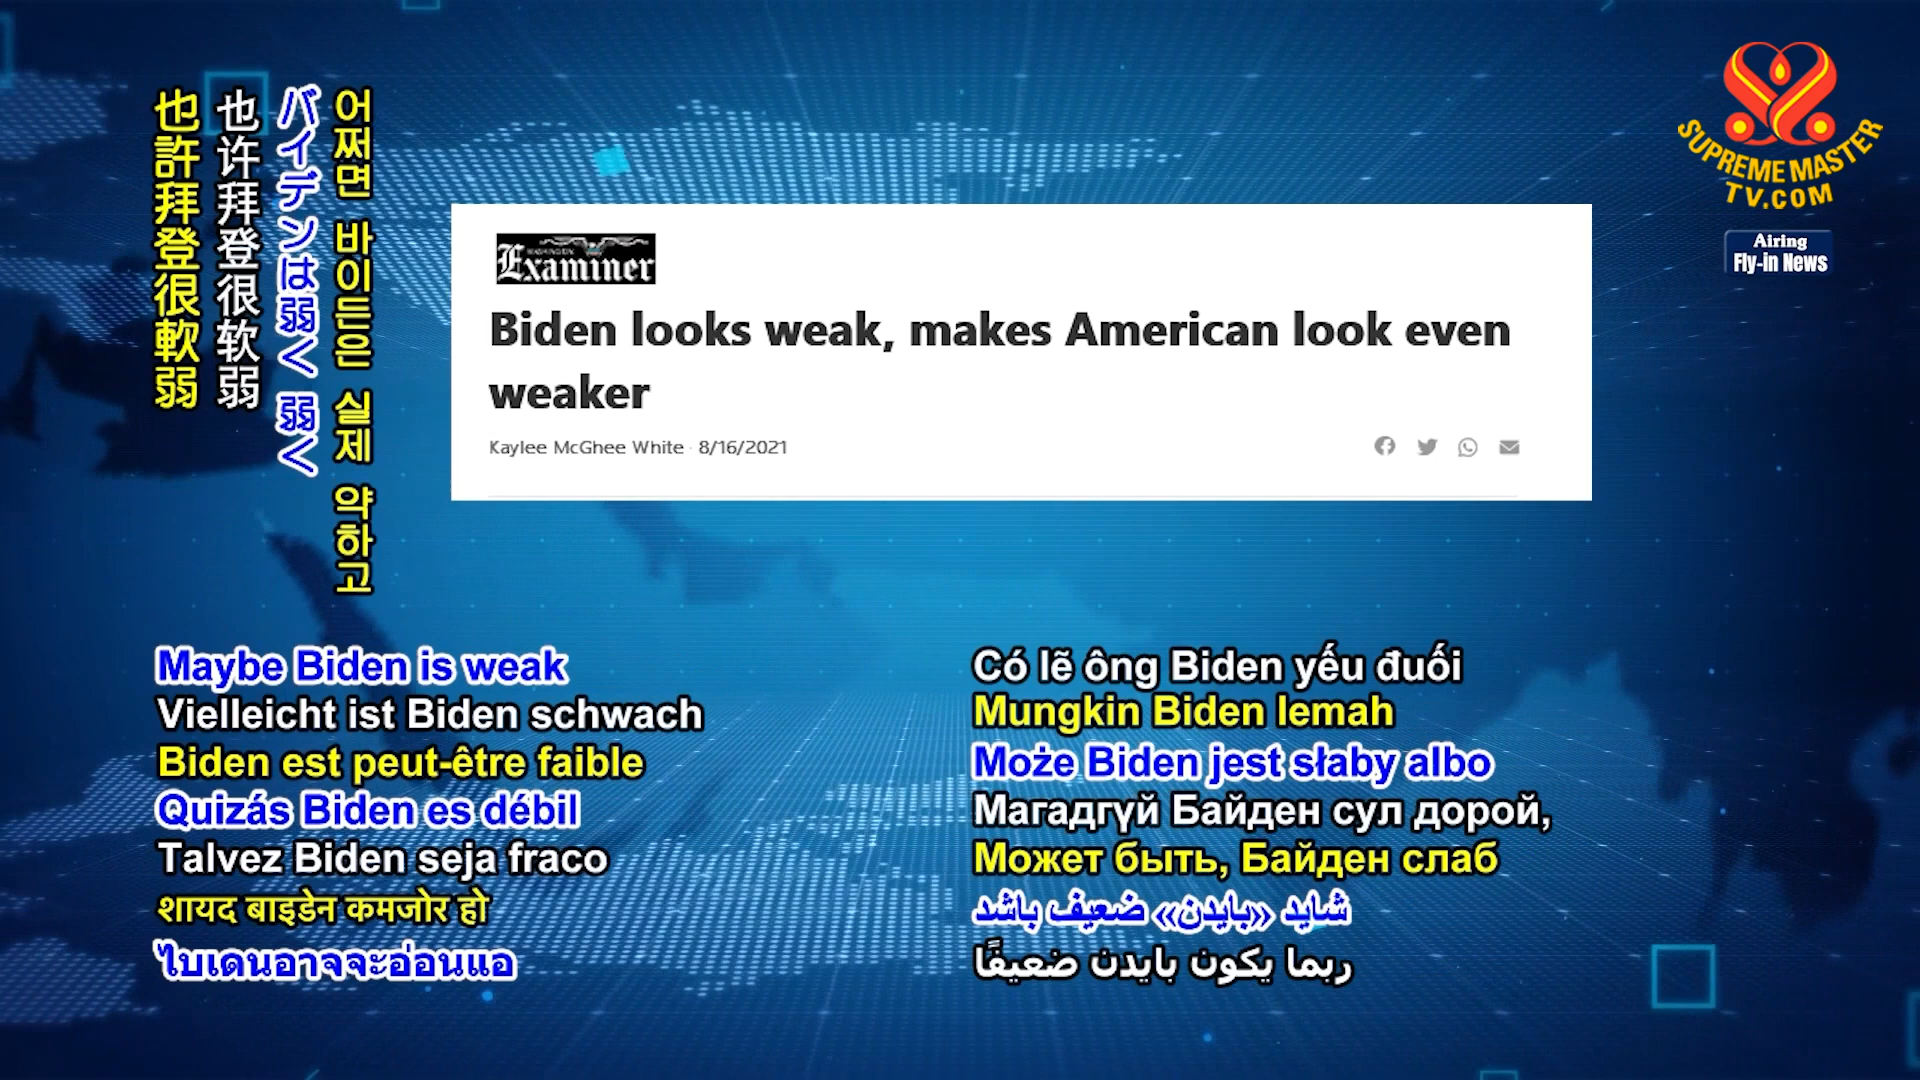 也許拜登很軟弱
也许拜登很软弱
バイデンは弱く 弱く
어쩌면 바이든은 실제 약하고
SUPREME MASTER
TV.COM
Airing
Fly-in News
WASHINGTON
Examiner
Biden looks weak, makes American look even
weaker
Kaylee McGhee White · 8/16/2021
Maybe Biden is weak
Vielleicht ist Biden schwach
Biden est peut-être faible
Quizás Biden es débil
Talvez Biden seja fraco
शायद बाइडेन कमजोर हो
ไบเดนอาจจะอ่อนแอ
Có lẽ ông Biden yếu đuối
Mungkin Biden lemah
Może Biden jest słaby albo
Магадгүй Байден сул дорой,
Может быть, Байден слаб
شاید «بایدن» ضعیف باشد
ربما يكون بايدن ضعيفًا